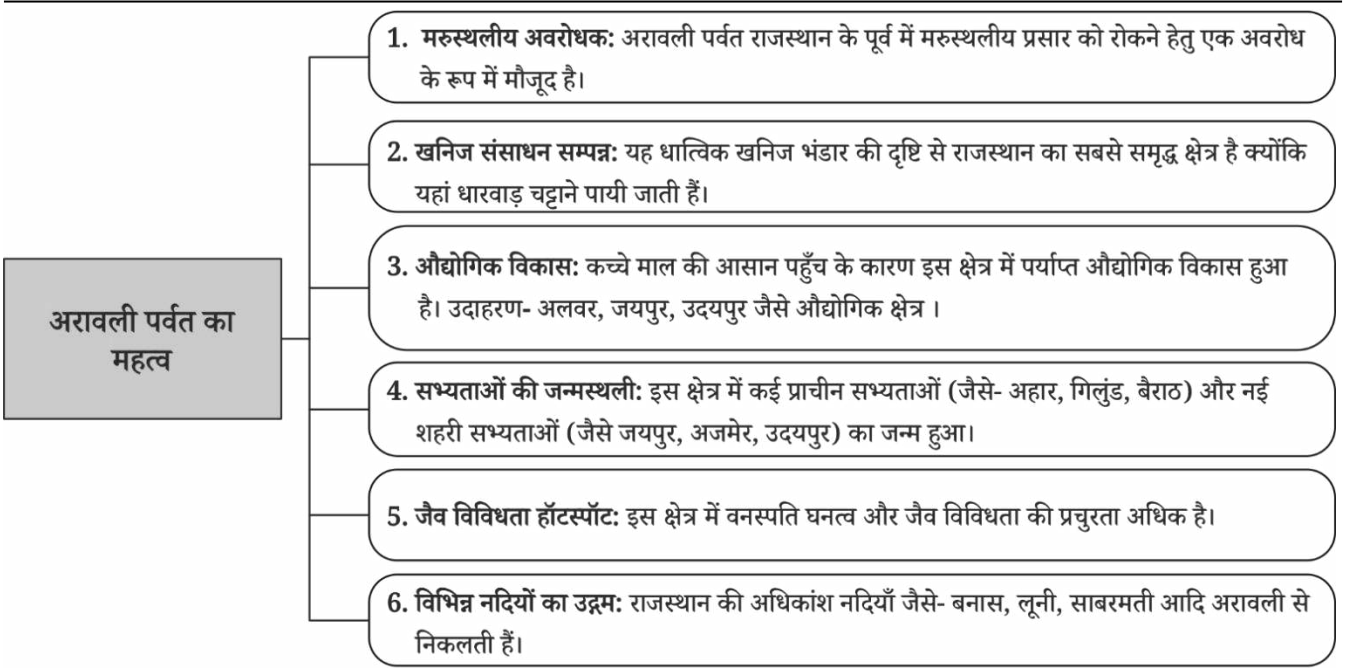 अरावली पर्वत का
महत्व
1. मरुस्थलीय अवरोधक: अरावली पर्वत राजस्थान के पूर्व में मरुस्थलीय प्रसार को रोकने हेतु एक अवरोध
के रूप में मौजूद है।
2. खनिज संसाधन सम्पन्न: यह धात्विक खनिज भंडार की दृष्टि से राजस्थान का सबसे समृद्ध क्षेत्र है क्योंकि
यहां धारवाड़ चट्टाने पायी जाती हैं।
3. औद्योगिक विकास: कच्चे माल की आसान पहुँच के कारण इस क्षेत्र में पर्याप्त औद्योगिक विकास हुआ
है। उदाहरण- अलवर, जयपुर, उदयपुर जैसे औद्योगिक क्षेत्र ।
4. सभ्यताओं की जन्मस्थली: इस क्षेत्र में कई प्राचीन सभ्यताओं (जैसे- अहार, गिलुंड, बैराठ) और नई
शहरी सभ्यताओं (जैसे जयपुर, अजमेर, उदयपुर) का जन्म हुआ।
5. जैव विविधता हॉटस्पॉट: इस क्षेत्र में वनस्पति घनत्व और जैव विविधता की प्रचुरता अधिक है।
6. विभिन्न नदियों का उद्गम: राजस्थान की अधिकांश नदियाँ जैसे- बनास, लूनी, साबरमती आदि अरावली से
निकलती हैं।